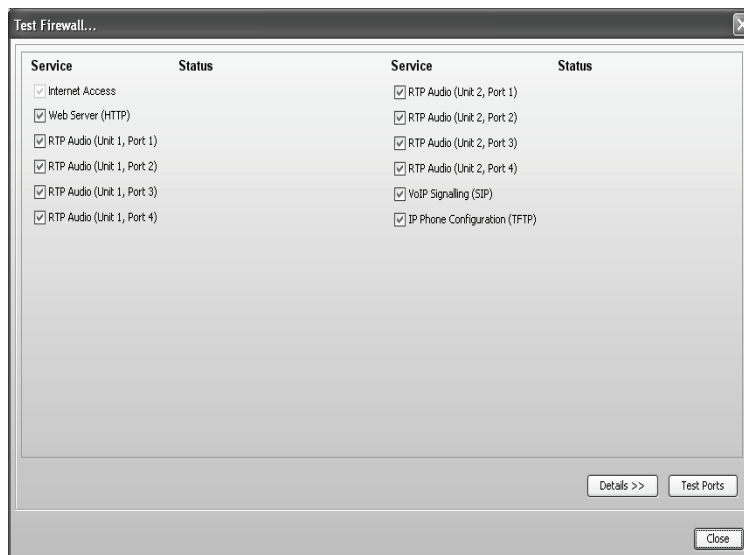 Test Firewall...
Service Status Service Status
Internet Access
Web Server (HTTP)
RTP Audio (Unit 1, Port 1)
RTP Audio (Unit 1, Port 2)
RTP Audio (Unit 1, Port 3)
RTP Audio (Unit 1, Port 4)
RTP Audio (Unit 2, Port 1)
RTP Audio (Unit 2, Port 2)
RTP Audio (Unit 2, Port 3)
RTP Audio (Unit 2, Port 4)
VoIP Signalling (SIP)
IP Phone Configuration (TFTP)
Details >> Test Ports
Close